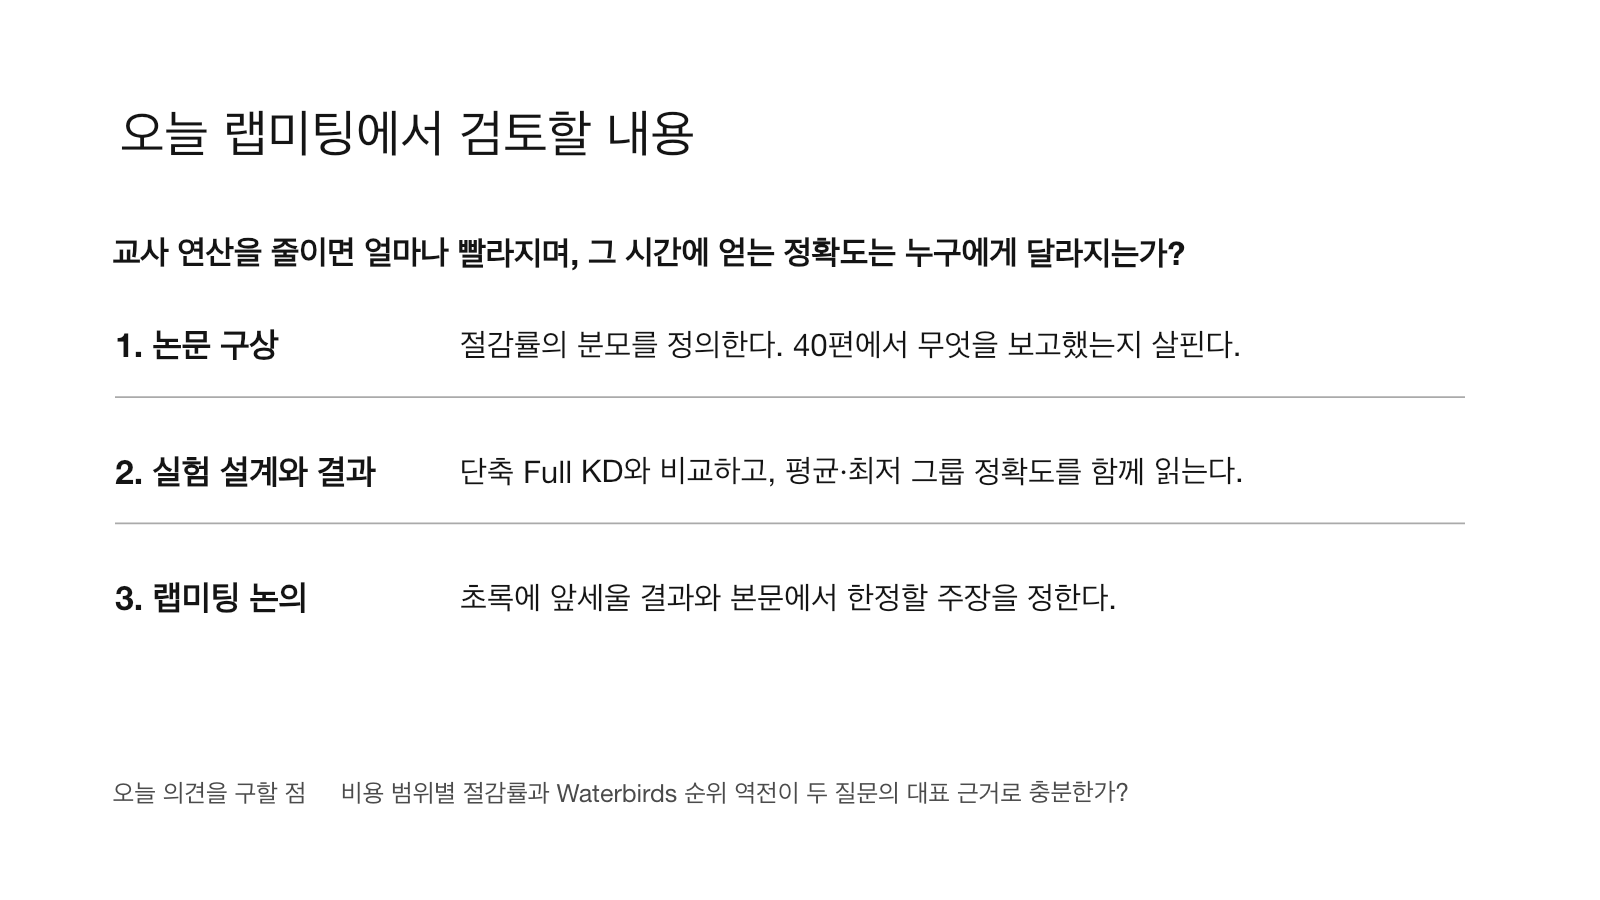 오늘 랩미팅에서 검토할 내용
교사 연산을 줄이면 얼마나 빨라지며, 그 시간에 얻는 정확도는 누구에게 달라지는가?
1. 논문 구상 절감률의 분모를 정의한다. 40편에서 무엇을 보고했는지 살핀다.
2. 실험 설계와 결과 단축 Full KD와 비교하고, 평균·최저 그룹 정확도를 함께 읽는다.
3. 랩미팅 논의 초록에 앞세울 결과와 본문에서 한정할 주장을 정한다.
오늘 의견을 구할 점 비용 범위별 절감률과 Waterbirds 순위 역전이 두 질문의 대표 근거로 충분한가?